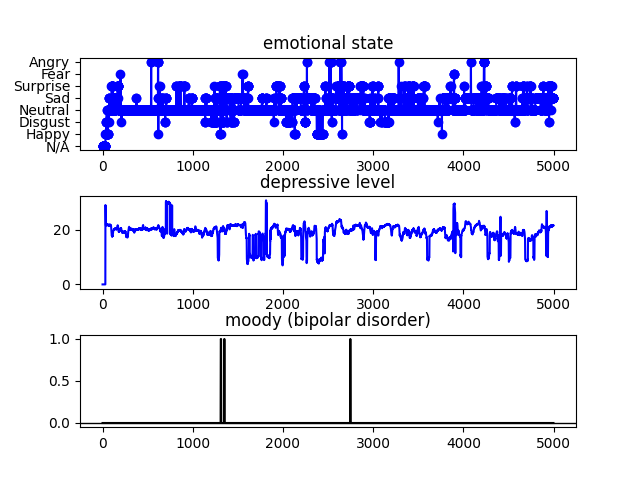 emotional state
Angry
Fear
Surprise
Sad
Neutral
Disgust
Happy
N/A
0 1000 2000 3000 4000 5000
depressive level
20
0
0 1000 2000 3000 4000 5000
moody (bipolar disorder)
1.0
0.5
0.0
0 1000 2000 3000 4000 5000